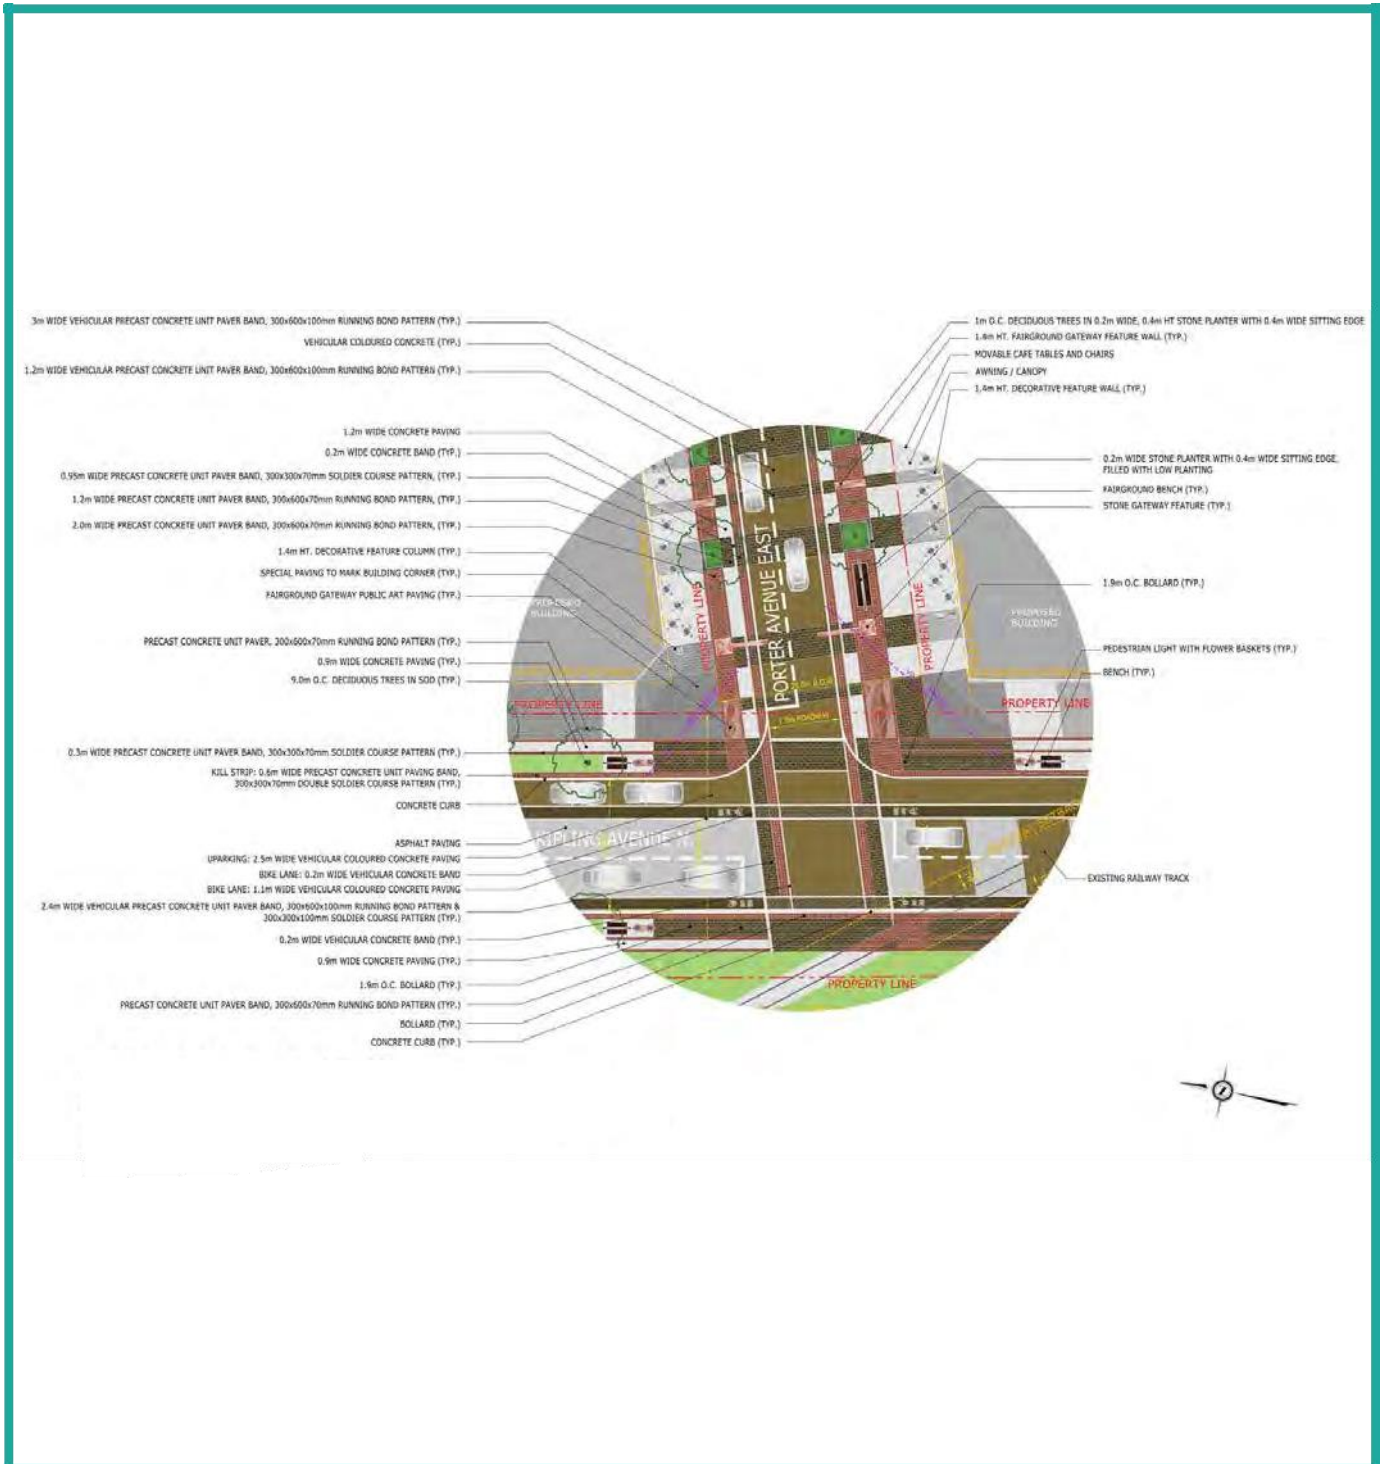 3m WIDE VEHICULAR PRECAST CONCRETE UNIT PAVER BAND, 300x600x100mm RUNNING BOND PATTERN (TYP.)
VEHICULAR COLOURED CONCRETE (TYP.)
1.2m WIDE VEHICULAR PRECAST CONCRETE UNIT PAVER BAND, 300x600x100mm RUNNING BOND PATTERN (TYP.)
1.2m WIDE CONCRETE PAVING
0.2m WIDE CONCRETE BAND (TYP.)
0.95m WIDE PRECAST CONCRETE UNIT PAVER BAND, 300x300x70mm SOLDIER COURSE PATTERN, (TYP.)
1.2m WIDE PRECAST CONCRETE UNIT PAVER BAND, 300x600x70mm RUNNING BOND PATTERN, (TYP.)
2.0m WIDE PRECAST CONCRETE UNIT PAVER BAND, 300x600x70mm RUNNING BOND PATTERN, (TYP.)
1.4m HT. DECORATIVE FEATURE COLUMN (TYP.)
SPECIAL PAVING TO MARK BUILDING CORNER (TYP.)
FAIRGROUND GATEWAY PUBLIC ART PAVING (TYP.)
PRECAST CONCRETE UNIT PAVER, 300x600x70mm RUNNING BOND PATTERN (TYP.)
0.9m WIDE CONCRETE PAVING (TYP.)
9.0m O.C. DECIDUOUS TREES IN SOD (TYP.)
0.3m WIDE PRECAST CONCRETE UNIT PAVER BAND, 300x300x70mm SOLDIER COURSE PATTERN (TYP.)
KILL STRIP: 0.6m WIDE PRECAST CONCRETE UNIT PAVING BAND,
300x300x70mm DOUBLE SOLDIER COURSE PATTERN (TYP.)
CONCRETE CURB
ASPHALT PAVING
UPARKING: 2.5m WIDE VEHICULAR COLOURED CONCRETE PAVING
BIKE LANE: 0.2m WIDE VEHICULAR CONCRETE BAND
BIKE LANE: 1.1m WIDE VEHICULAR COLOURED CONCRETE PAVING
2.4m WIDE VEHICULAR PRECAST CONCRETE UNIT PAVER BAND, 300x600x100mm RUNNING BOND PATTERN &
300x300x100mm SOLDIER COURSE PATTERN (TYP.)
0.2m WIDE VEHICULAR CONCRETE BAND (TYP.)
0.9m WIDE CONCRETE PAVING (TYP.)
1.9m O.C. BOLLARD (TYP.)
PRECAST CONCRETE UNIT PAVER BAND, 300x600x70mm RUNNING BOND PATTERN (TYP.)
BOLLARD (TYP.)
CONCRETE CURB (TYP.)
PROPOSED
BUILDING
PROPERTY LINE
PROPERTY LINE
PORTER AVENUE EAST
KIPLING AVENUE N.
PROPERTY LINE
PROPERTY LINE
PROPERTY LINE
PROPOSED
BUILDING
1m O.C. DECIDUOUS TREES IN 0.2m WIDE, 0.4m HT STONE PLANTER WITH 0.4m WIDE SITTING EDGE
1.4m HT. FAIRGROUND GATEWAY FEATURE WALL (TYP.)
MOVABLE CAFE TABLES AND CHAIRS
AWNING / CANOPY
1.4m HT. DECORATIVE FEATURE WALL (TYP.)
0.2m WIDE STONE PLANTER WITH 0.4m WIDE SITTING EDGE,
FILLED WITH LOW PLANTING
FAIRGROUND BENCH (TYP.)
STONE GATEWAY FEATURE (TYP.)
1.9m O.C. BOLLARD (TYP.)
PEDESTRIAN LIGHT WITH FLOWER BASKETS (TYP.)
BENCH (TYP.)
EXISTING RAILWAY TRACK